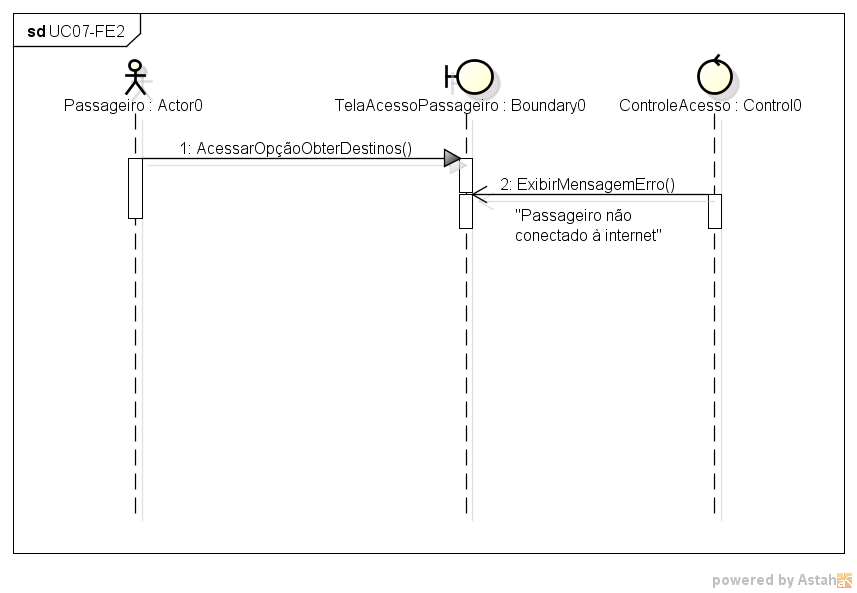 sd UC07-FE2
Passageiro : Actor0
TelaAcessoPassageiro : Boundary0
ControleAcesso : Control0
1: AcessarOpçãoObterDestinos()
2: ExibirMensagemErro()
"Passageiro não
conectado à internet"
powered by Astah